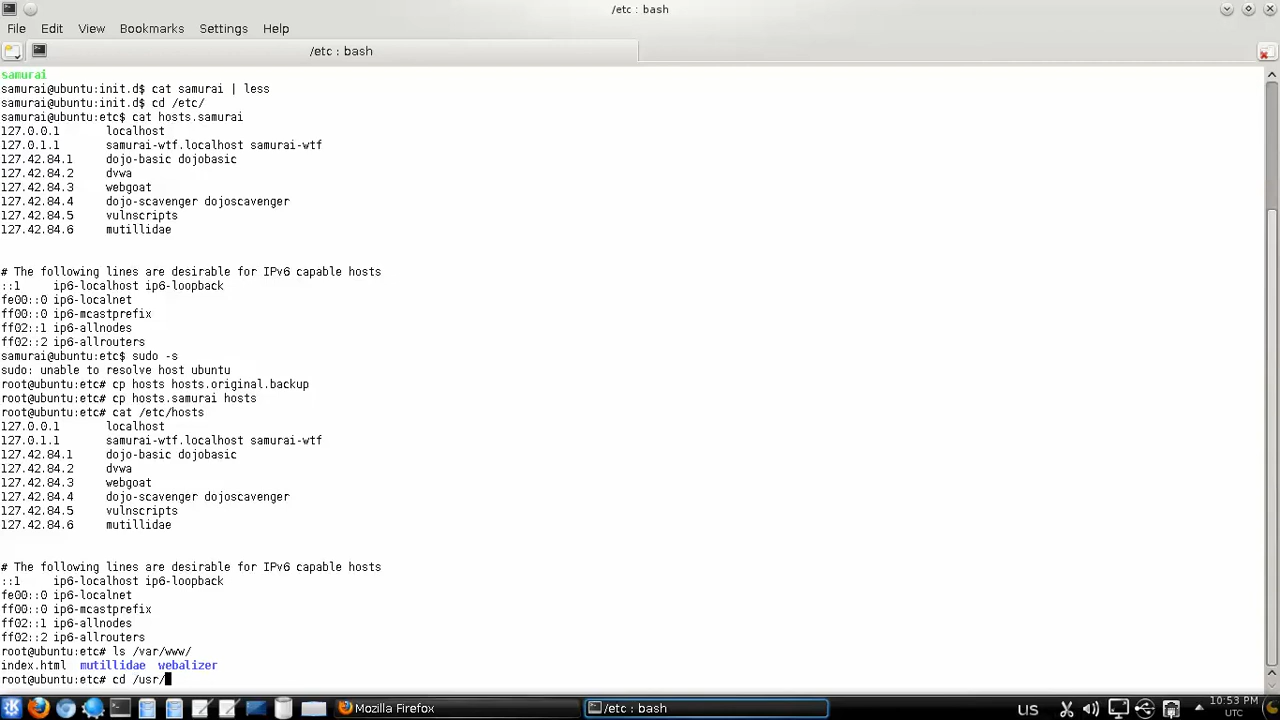 /etc : bash
File Edit View Bookmarks Settings Help
/etc : bash
samurai
samurai@ubuntu:init.d$ cat samurai | less
samurai@ubuntu:init.d$ cd /etc/
samurai@ubuntu:etc$ cat hosts.samurai
127.0.0.1 localhost
127.0.1.1 samurai-wtf.localhost samurai-wtf
127.42.84.1 dojo-basic dojobasic
127.42.84.2 dvwa
127.42.84.3 webgoat
127.42.84.4 dojo-scavenger dojoscavenger
127.42.84.5 vulnscripts
127.42.84.6 mutillidae
# The following lines are desirable for IPv6 capable hosts
::1 ip6-localhost ip6-loopback
fe00::0 ip6-localnet
ff00::0 ip6-mcastprefix
ff02::1 ip6-allnodes
ff02::2 ip6-allrouters
samurai@ubuntu:etc$ sudo -s
sudo: unable to resolve host ubuntu
root@ubuntu:etc# cp hosts hosts.original.backup
root@ubuntu:etc# cp hosts.samurai hosts
root@ubuntu:etc# cat /etc/hosts
127.0.0.1 localhost
127.0.1.1 samurai-wtf.localhost samurai-wtf
127.42.84.1 dojo-basic dojobasic
127.42.84.2 dvwa
127.42.84.3 webgoat
127.42.84.4 dojo-scavenger dojoscavenger
127.42.84.5 vulnscripts
127.42.84.6 mutillidae
# The following lines are desirable for IPv6 capable hosts
::1 ip6-localhost ip6-loopback
fe00::0 ip6-localnet
ff00::0 ip6-mcastprefix
ff02::1 ip6-allnodes
ff02::2 ip6-allrouters
root@ubuntu:etc# ls /var/www/
index.html mutillidae webalizer
root@ubuntu:etc# cd /usr/
Mozilla Firefox /etc : bash US 10:53 PM
UTC